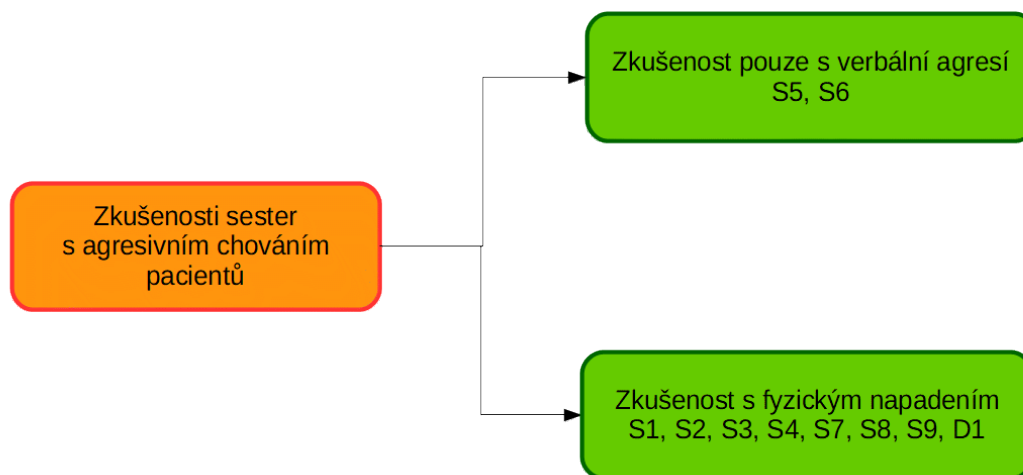 Zkušenost pouze s verbální agresí
S5, S6
Zkušenosti sester
s agresivním chováním
pacientů
Zkušenost s fyzickým napadením
S1, S2, S3, S4, S7, S8, S9, D1